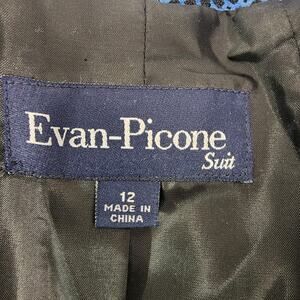 Evan-Picone
Suit
12
MADE IN
CHINA